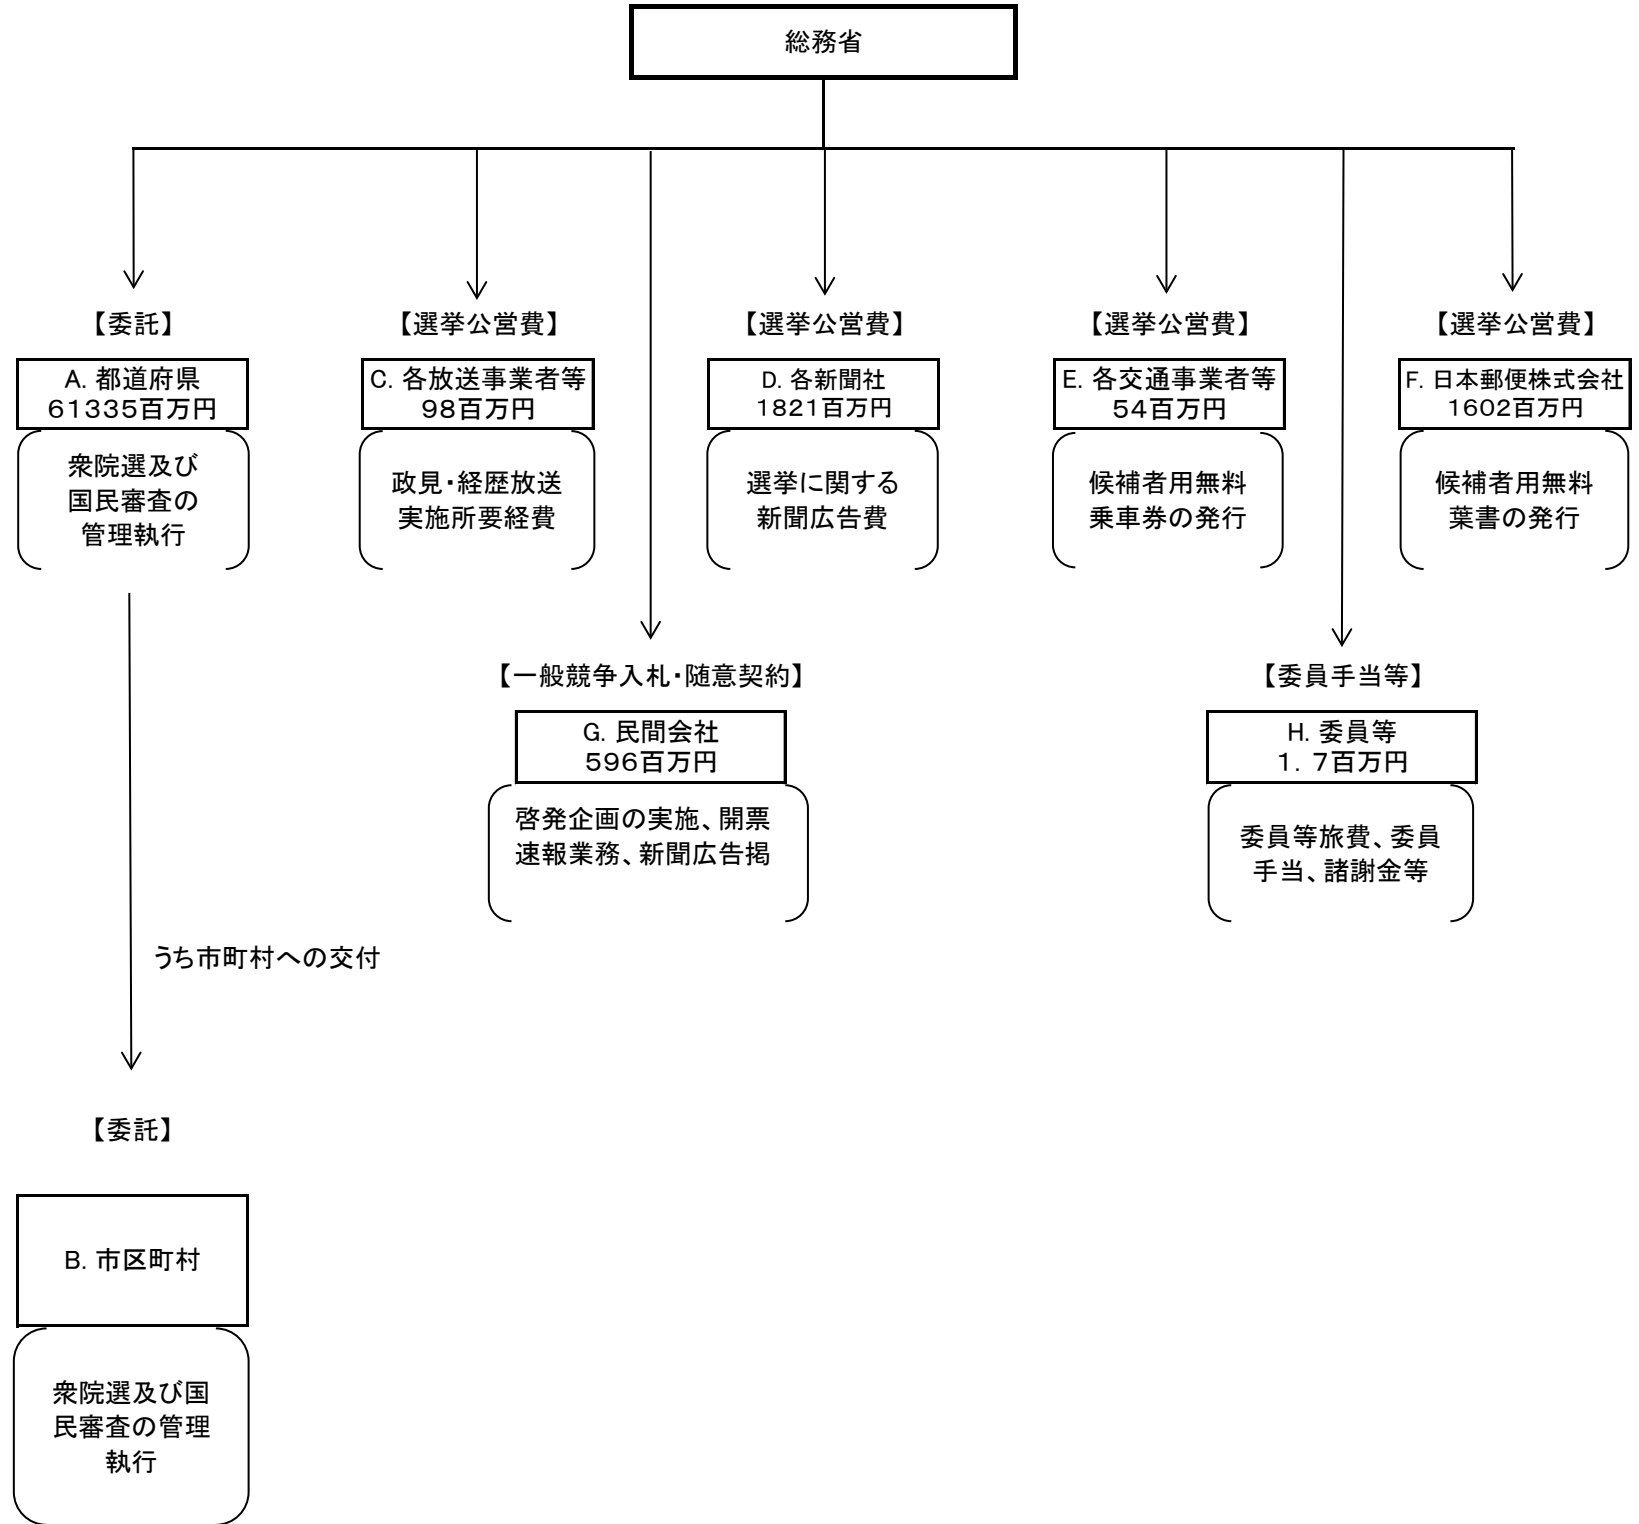 総務省
【委託】
A. 都道府県
61335百万円
衆院選及び
国民審査の
管理執行
【選挙公営費】
C. 各放送事業者等
98百万円
政見・経歴放送
実施所要経費
【選挙公営費】
D. 各新聞社
1821百万円
選挙に関する
新聞広告費
【選挙公営費】
E. 各交通事業者等
54百万円
候補者用無料
乗車券の発行
【選挙公営費】
F. 日本郵便株式会社
1602百万円
候補者用無料
葉書の発行
【一般競争入札・随意契約】
G. 民間会社
596百万円
啓発企画の実施、開票
速報業務、新聞広告掲
【委員手当等】
H. 委員等
1. 7百万円
委員等旅費、委員
手当、諸謝金等
うち市町村への交付
【委託】
B. 市区町村
衆院選及び国
民審査の管理
執行